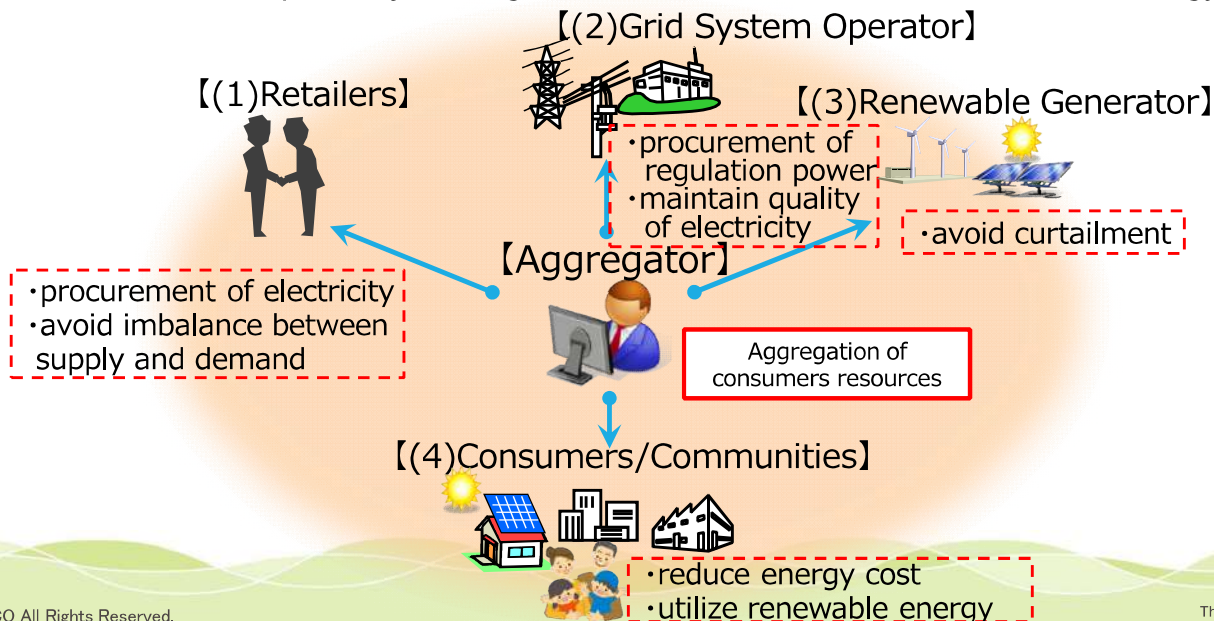 【(2)Grid System Operator】
【(1)Retailers】
【(3)Renewable Generator】
・procurement of
regulation power
・maintain quality
of electricity
・avoid curtailment
【Aggregator】
・procurement of electricity
・avoid imbalance between
supply and demand
Aggregation of
consumers resources
【(4)Consumers/Communities】
・reduce energy cost
・utilize renewable energy
All Rights Reserved.